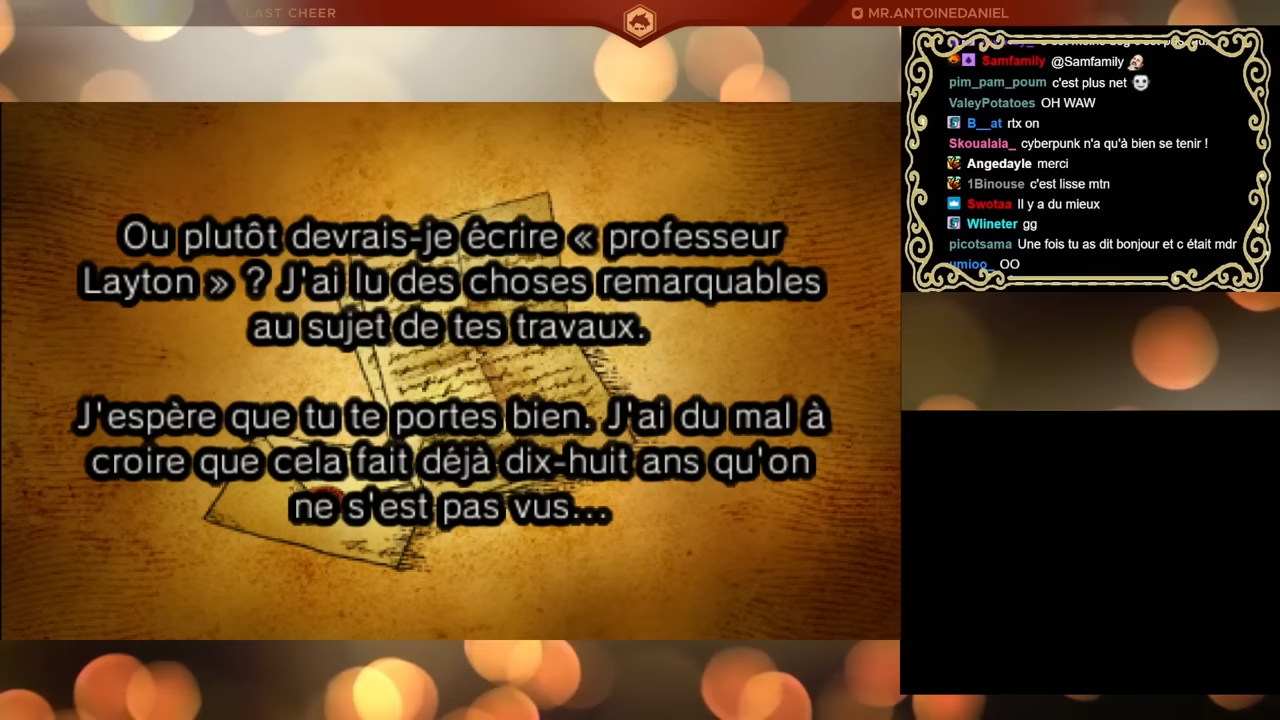 LAST CHEER
MR.ANTOINEDANIEL
Ou plutôt devrais-je écrire « professeur
Layton » ? J'ai lu des choses remarquables
au sujet de tes travaux.
J'espère que tu te portes bien. J'ai du mal à
croire que cela fait déjà dix-huit ans qu'on
ne s'est pas vus...
Samfamily @Samfamily
pim_pam_poum c'est plus net
ValeyPotatoes OH WAW
B__at rtx on
Skoualala_ cyberpunk n'a qu'à bien se tenir !
Angedayle merci
1Binouse c'est lisse mtn
Swotaa Il y a du mieux
Wlineter gg
picotsama Une fois tu as dit bonjour et c était mdr
umioo_ OO